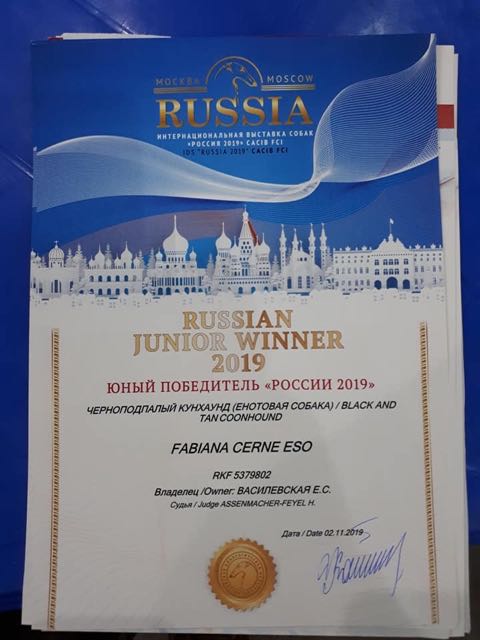 МОСКВА MOSCOW
RUSSIA
ИНТЕРНАЦИОНАЛЬНАЯ ВЫСТАВКА СОБАК
«РОССИЯ 2019» CACIB FCI
IDS "RUSSIA 2019" CACIB FCI
RUSSIAN
JUNIOR WINNER
2019
ЮНЫЙ ПОБЕДИТЕЛЬ «РОССИИ 2019»
ЧЕРНОПОДПАЛЫЙ КУНХАУНД (ЕНОТОВАЯ СОБАКА) / BLACK AND
TAN COONHOUND
FABIANA CERNE ESO
RKF 5379802
Владелец /Owner: ВАСИЛЕВСКАЯ Е.С.
Судья / Judge ASSENMACHER-FEYEL H.
Дата / Date 02.11.2019